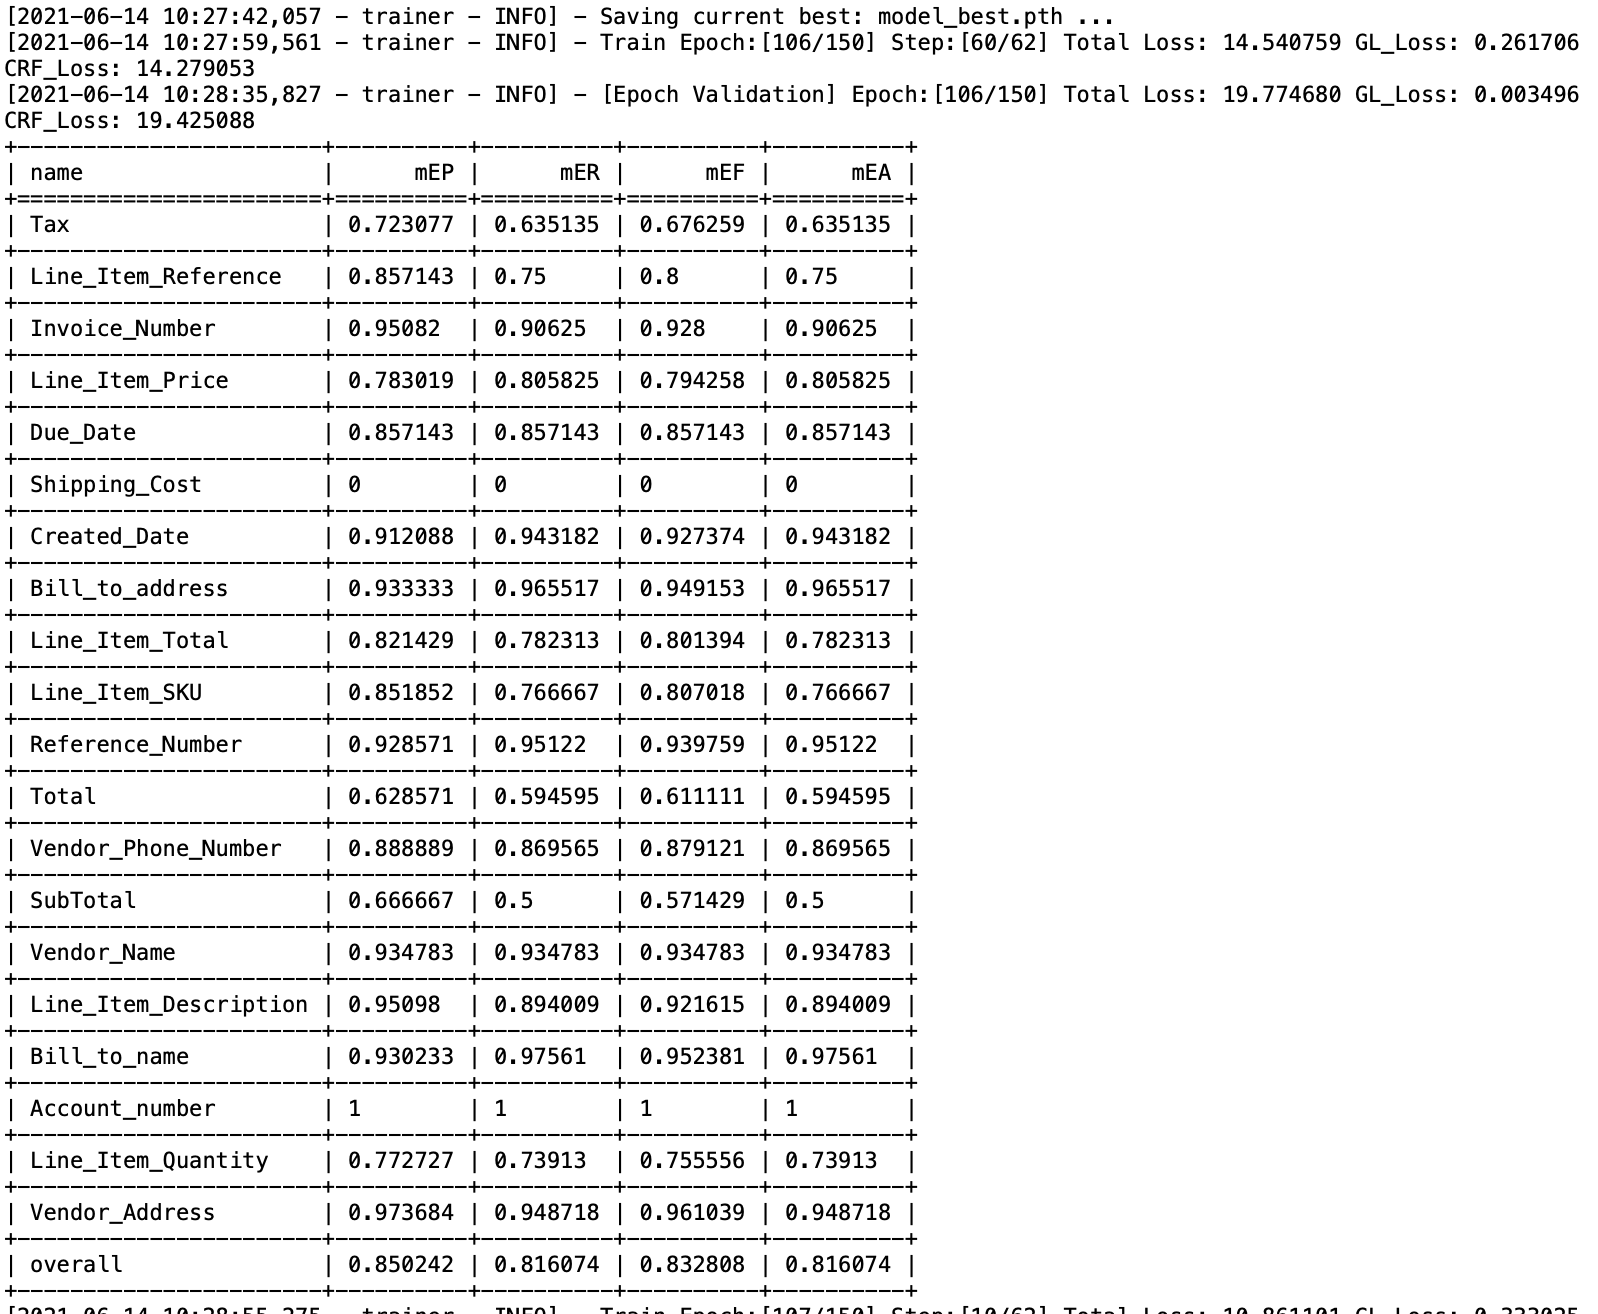 [2021-06-14 10:27:42,057 - trainer - INFO] - Saving current best: model_best.pth ...
[2021-06-14 10:27:59,561 - trainer - INFO] - Train Epoch:[106/150] Step:[60/62] Total Loss: 14.540759 GL_Loss: 0.261706
CRF_Loss: 14.279053
[2021-06-14 10:28:35,827 - trainer - INFO] - [Epoch Validation] Epoch:[106/150] Total Loss: 19.774680 GL_Loss: 0.003496
CRF_Loss: 19.425088
+-----------------------+----------+----------+----------+----------+
| name | mEP | mER | mEF | mEA |
+=======================+==========+==========+==========+==========+
| Tax | 0.723077 | 0.635135 | 0.676259 | 0.635135 |
| Line_Item_Reference | 0.857143 | 0.75 | 0.8 | 0.75 |
| Invoice_Number | 0.95082 | 0.90625 | 0.928 | 0.90625 |
| Line_Item_Price | 0.783019 | 0.805825 | 0.794258 | 0.805825 |
| Due_Date | 0.857143 | 0.857143 | 0.857143 | 0.857143 |
| Shipping_Cost | 0 | 0 | 0 | 0 |
| Created_Date | 0.912088 | 0.943182 | 0.927374 | 0.943182 |
| Bill_to_address | 0.933333 | 0.965517 | 0.949153 | 0.965517 |
| Line_Item_Total | 0.821429 | 0.782313 | 0.801394 | 0.782313 |
| Line_Item_SKU | 0.851852 | 0.766667 | 0.807018 | 0.766667 |
| Reference_Number | 0.928571 | 0.95122 | 0.939759 | 0.95122 |
| Total | 0.628571 | 0.594595 | 0.611111 | 0.594595 |
| Vendor_Phone_Number | 0.888889 | 0.869565 | 0.879121 | 0.869565 |
| SubTotal | 0.666667 | 0.5 | 0.571429 | 0.5 |
| Vendor_Name | 0.934783 | 0.934783 | 0.934783 | 0.934783 |
| Line_Item_Description | 0.95098 | 0.894009 | 0.921615 | 0.894009 |
| Bill_to_name | 0.930233 | 0.97561 | 0.952381 | 0.97561 |
| Account_number | 1 | 1 | 1 | 1 |
| Line_Item_Quantity | 0.772727 | 0.73913 | 0.755556 | 0.73913 |
| Vendor_Address | 0.973684 | 0.948718 | 0.961039 | 0.948718 |
| overall | 0.850242 | 0.816074 | 0.832808 | 0.816074 |
+-----------------------+----------+----------+----------+----------+